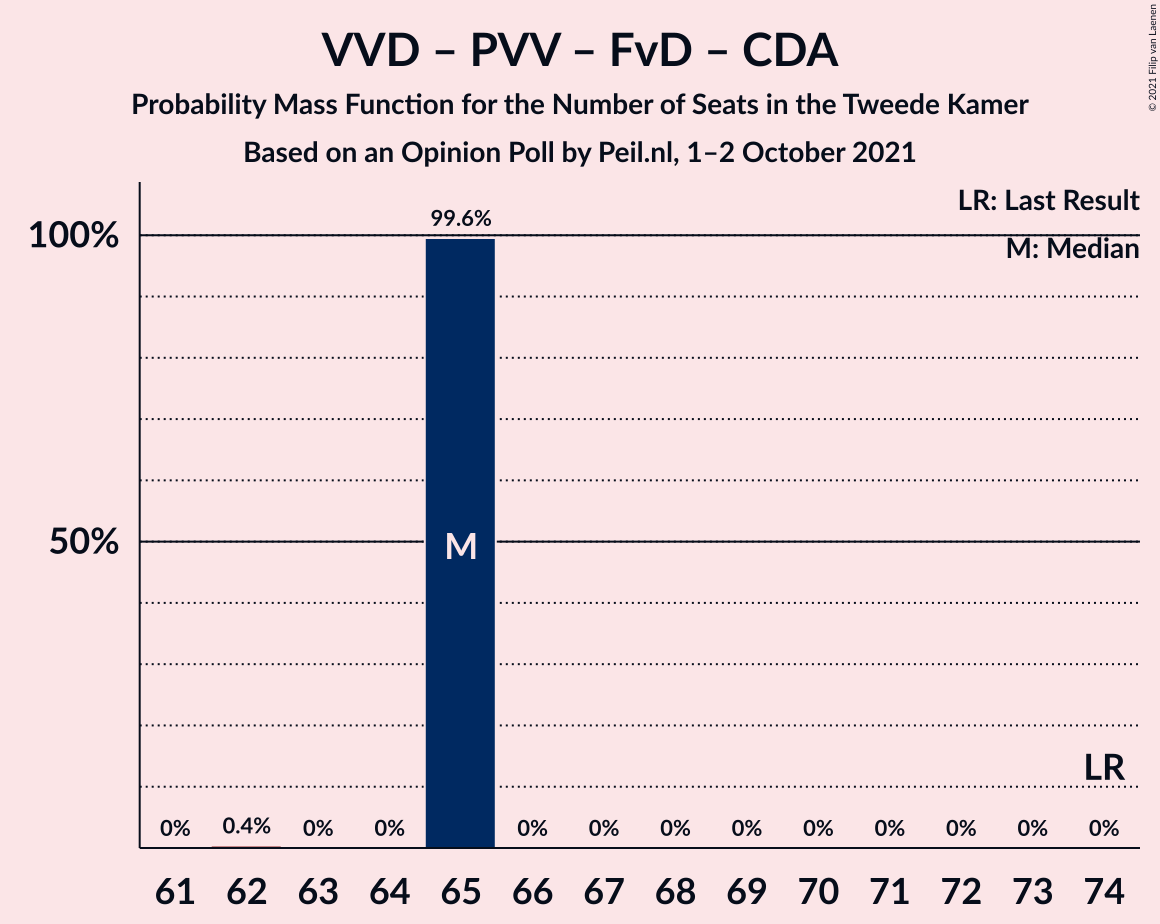 VVD – PVV – FvD – CDA
Probability Mass Function for the Number of Seats in the Tweede Kamer
Based on an Opinion Poll by Peil.nl, 1–2 October 2021
© 2021 Filip van Laenen
LR: Last Result
M: Median
100%
50%
99.6%
M
LR
0% 0.4% 0% 0% 0% 0% 0% 0% 0% 0% 0% 0% 0%
61 62 63 64 65 66 67 68 69 70 71 72 73 74